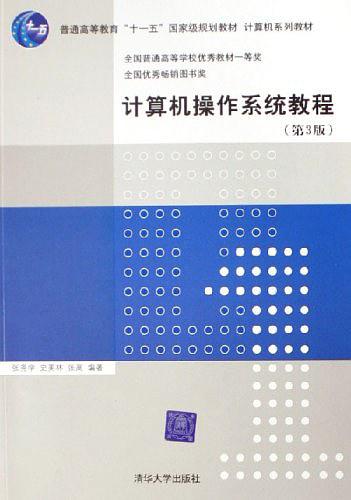 十一五
普通高等教育"十一五"国家级规划教材 计算机系列教材
全国普通高等学校优秀教材一等奖
全国优秀畅销图书奖
计算机操作系统教程
(第3版)
张尧学 史美林 张高 编著
清华大学出版社